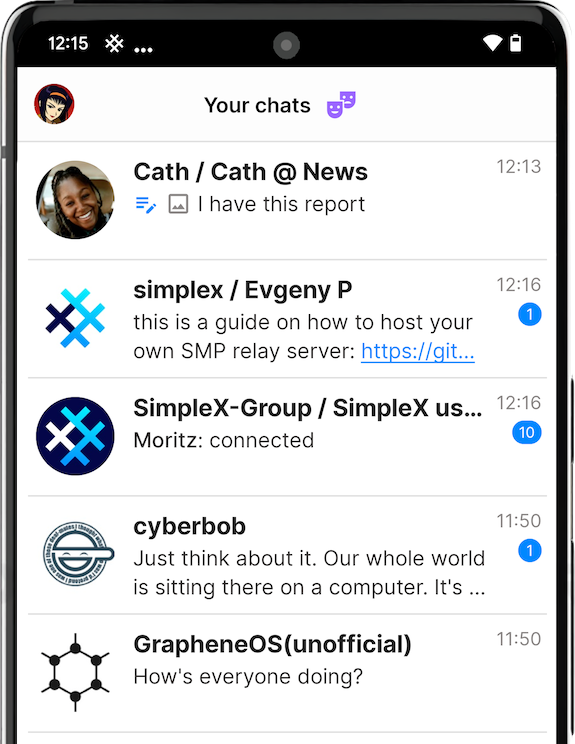 12:15
Your chats
Cath / Cath @ News
12:13
I have this report
simplex / Evgeny P
12:16
this is a guide on how to host your
1
own SMP relay server: https://git...
SimpleX-Group / SimpleX us...
12:16
Moritz: connected
10
cyberbob
11:50
Just think about it. Our whole world
1
is sitting there on a computer. It's ...
GrapheneOS(unofficial)
11:50
How's everyone doing?